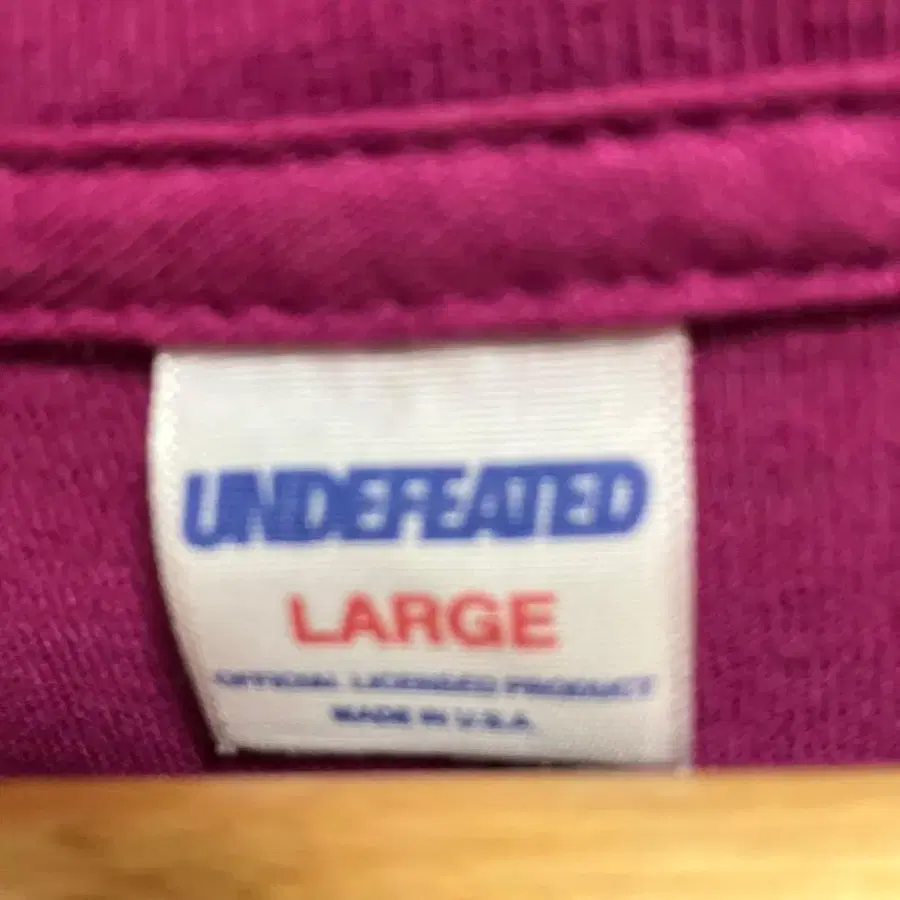 UNDEFEATED
LARGE
OFFICIAL LICENSED PRODUCT
MADE IN U.S.A.